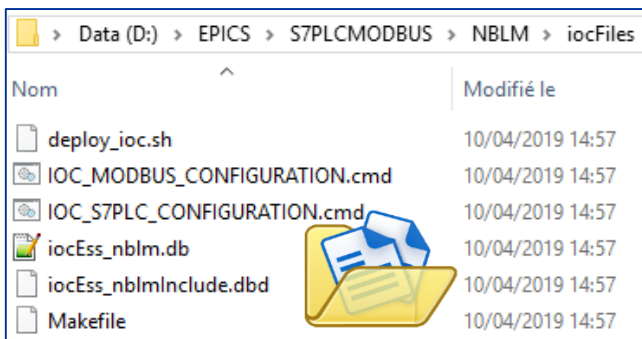 Data (D:) > EPICS > S7PLCMODBUS > NBLM > iocFiles
Nom Modifié le
deploy_ioc.sh 10/04/2019 14:57
IOC_MODBUS_CONFIGURATION.cmd 10/04/2019 14:57
IOC_S7PLC_CONFIGURATION.cmd 10/04/2019 14:57
iocEss_nblm.db 10/04/2019 14:57
iocEss_nblmInclude.dbd 10/04/2019 14:57
Makefile 10/04/2019 14:57